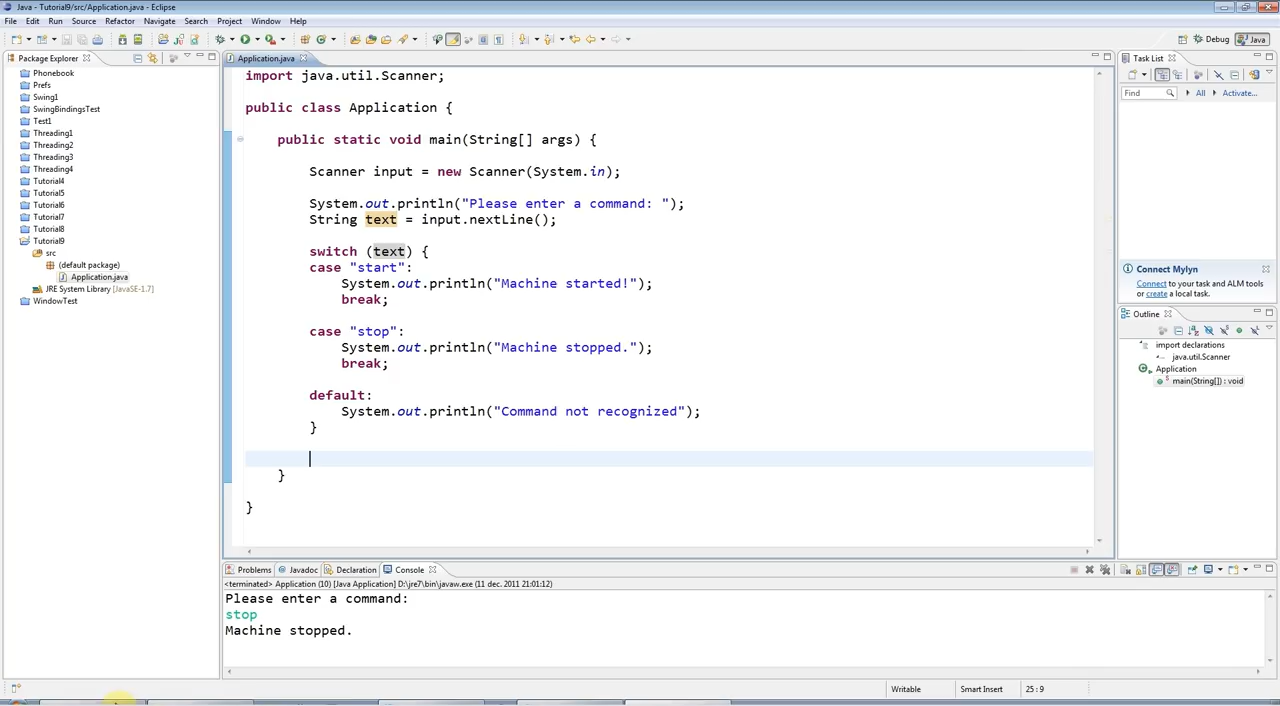 Java - Tutorial9/src/Application.java - Eclipse
File Edit Run Source Refactor Navigate Search Project Window Help
Debug Java
Package Explorer
Phonebook
Prefs
Swing1
SwingBindingsTest
Test1
Threading1
Threading2
Threading3
Threading4
Tutorial4
Tutorial5
Tutorial6
Tutorial7
Tutorial8
Tutorial9
src
(default package)
Application.java
JRE System Library [JavaSE-1.7]
WindowTest
Application.java
import java.util.Scanner;
public class Application {
public static void main(String[] args) {
Scanner input = new Scanner(System.in);
System.out.println("Please enter a command: ");
String text = input.nextLine();
switch (text) {
case "start":
System.out.println("Machine started!");
break;
case "stop":
System.out.println("Machine stopped.");
break;
default:
System.out.println("Command not recognized");
}
}
}
Task List
Find All Activate...
Connect Mylyn
Connect to your task and ALM tools
or create a local task.
Outline
import declarations
java.util.Scanner
Application
main(String[]) : void
Problems Javadoc Declaration Console
<terminated> Application (10) [Java Application] D:\jre7\bin\javaw.exe (11 dec. 2011 21:01:12)
Please enter a command:
stop
Machine stopped.
Writable Smart Insert 25 : 9